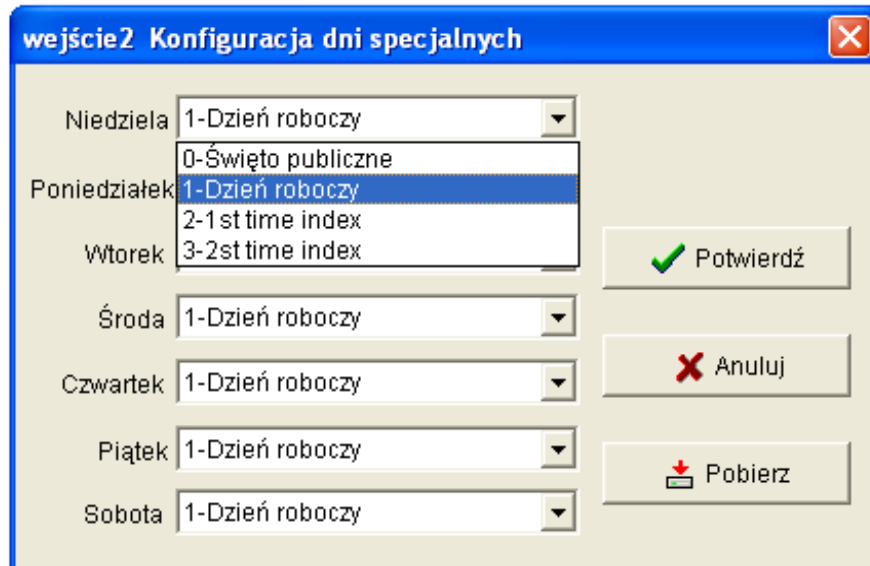 wejście2 Konfiguracja dni specjalnych
Niedziela 1-Dzień roboczy
0-Święto publiczne
Poniedziałek 1-Dzień roboczy
2-1st time index
Wtorek 3-2st time index
Potwierdź
Środa 1-Dzień roboczy
Czwartek 1-Dzień roboczy
Anuluj
Piątek 1-Dzień roboczy
Pobierz
Sobota 1-Dzień roboczy